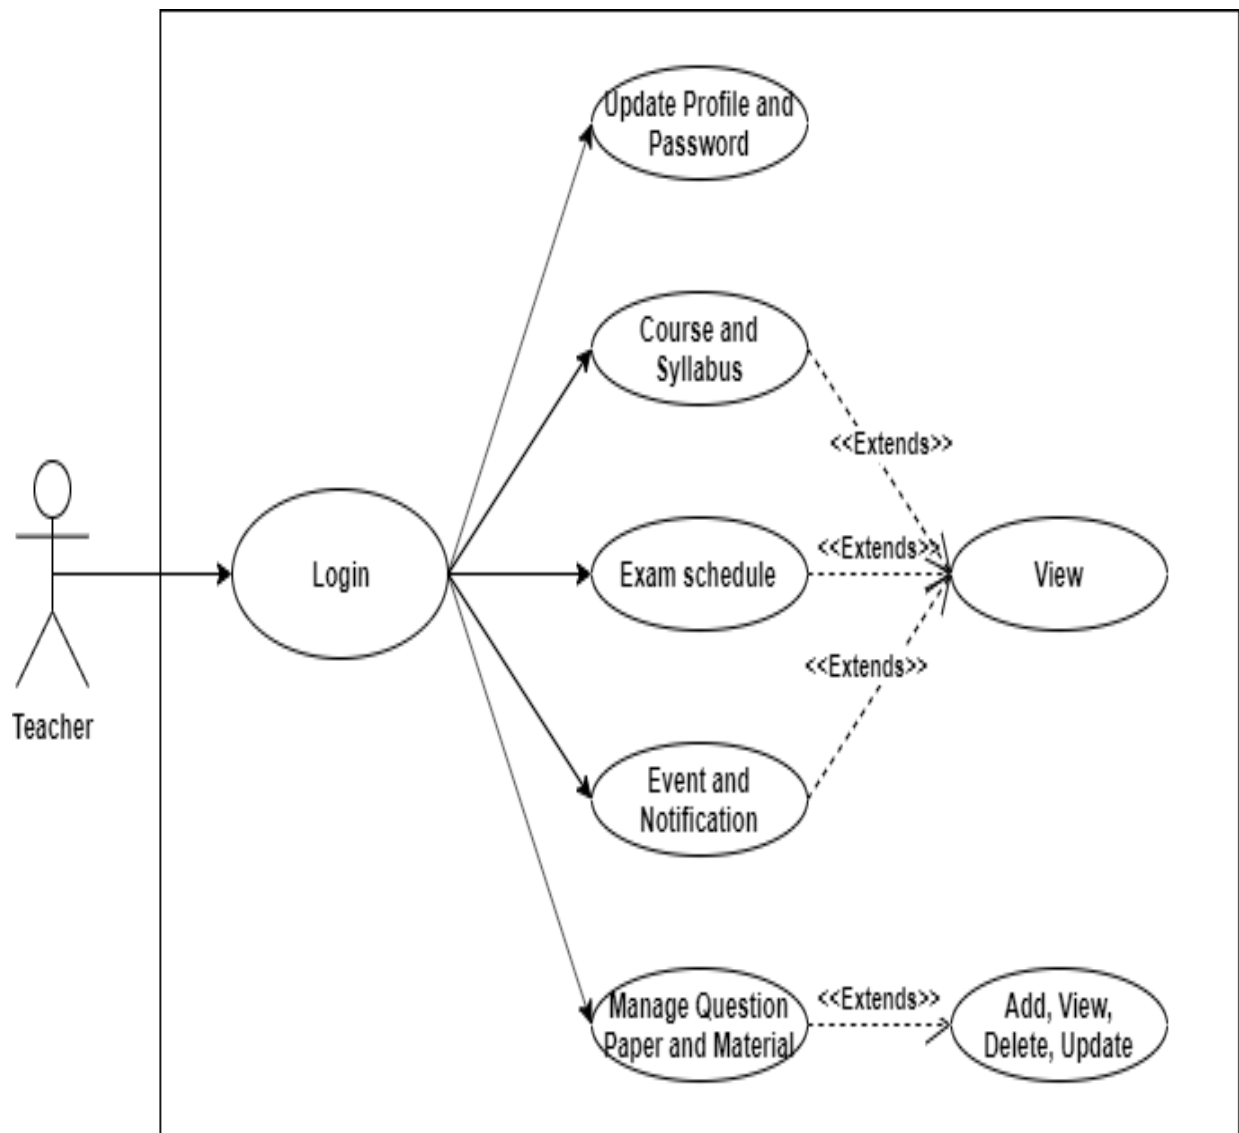 Update Profile and
Password
Course and
Syllabus
<<Extends>>
Login
Exam schedule
<<Extends>>
View
<<Extends>>
Teacher
Event and
Notification
Manage Question
Paper and Material
<<Extends>>
Add, View,
Delete, Update